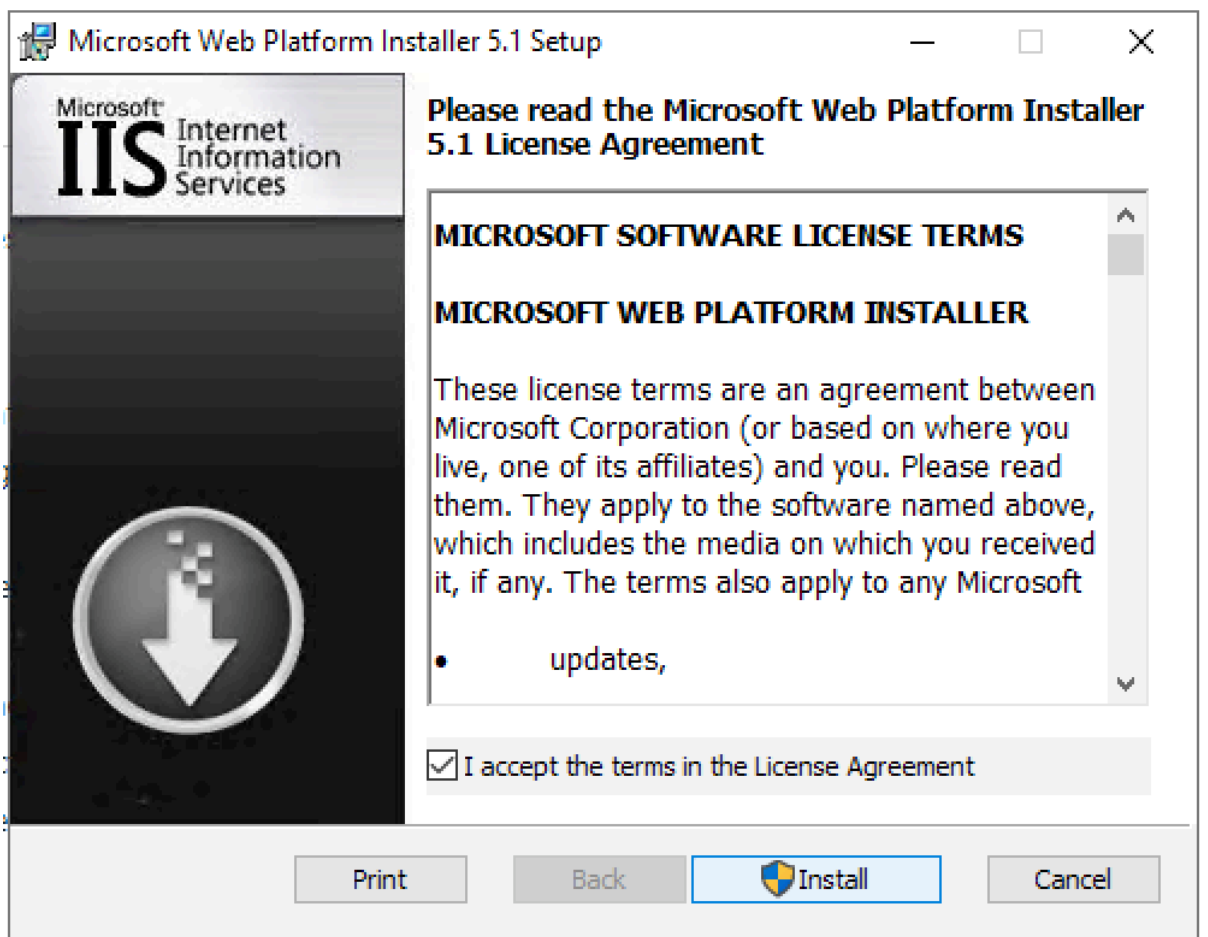 Microsoft Web Platform Installer 5.1 Setup
Microsoft
IIS Internet
Information
Services
Please read the Microsoft Web Platform Installer
5.1 License Agreement
MICROSOFT SOFTWARE LICENSE TERMS
MICROSOFT WEB PLATFORM INSTALLER
These license terms are an agreement between
Microsoft Corporation (or based on where you
live, one of its affiliates) and you. Please read
them. They apply to the software named above,
which includes the media on which you received
it, if any. The terms also apply to any Microsoft
• updates,
I accept the terms in the License Agreement
Print Back Install Cancel